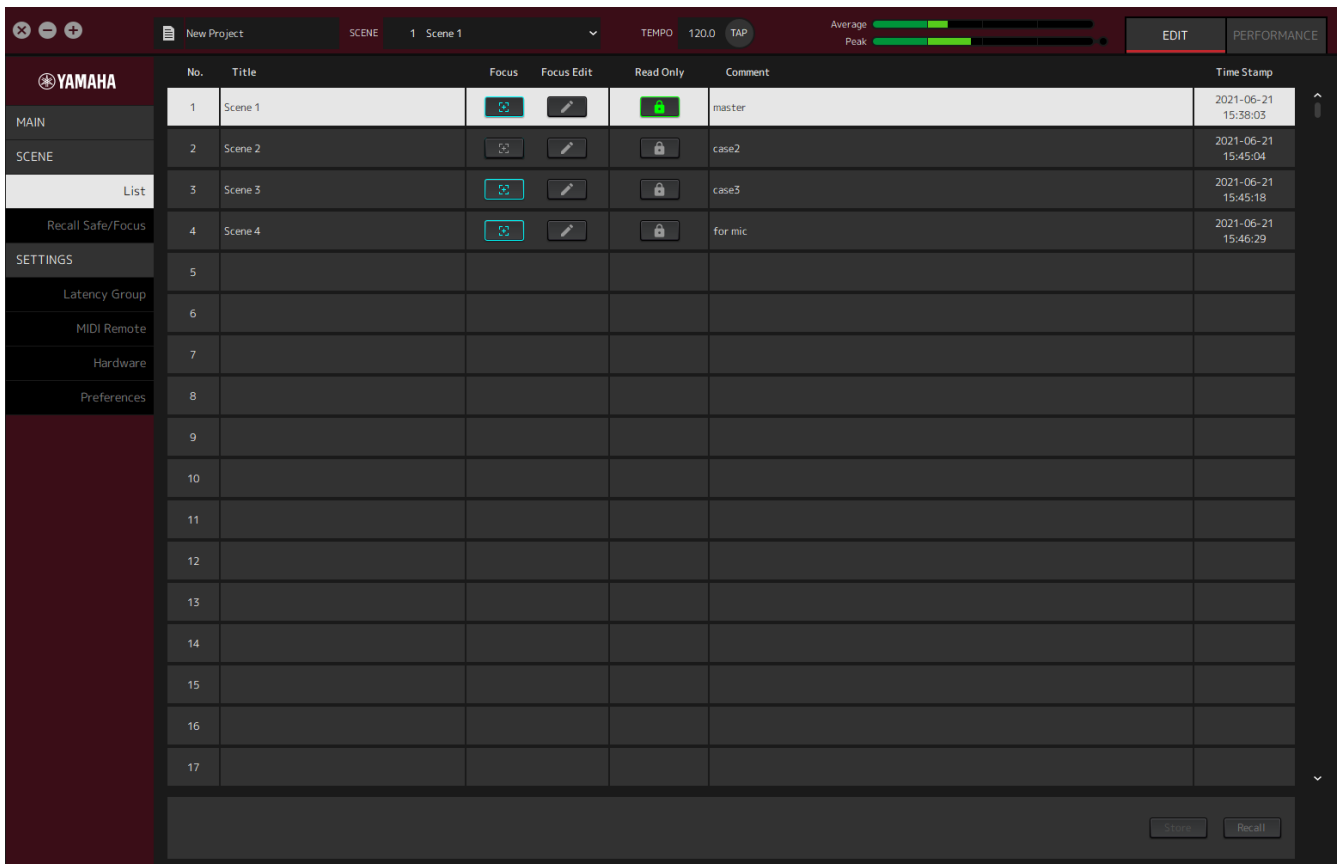 New Project SCENE 1 Scene 1 TEMPO 120.0 TAP Average Peak EDIT PERFORMANCE
YAMAHA
MAIN
SCENE
List
Recall Safe/Focus
SETTINGS
Latency Group
MIDI Remote
Hardware
Preferences
No. Title Focus Focus Edit Read Only Comment Time Stamp
1 Scene 1 master 2021-06-21 15:38:03
2 Scene 2 case2 2021-06-21 15:45:04
3 Scene 3 case3 2021-06-21 15:45:18
4 Scene 4 for mic 2021-06-21 15:46:29
5
6
7
8
9
10
11
12
13
14
15
16
17
Store Recall